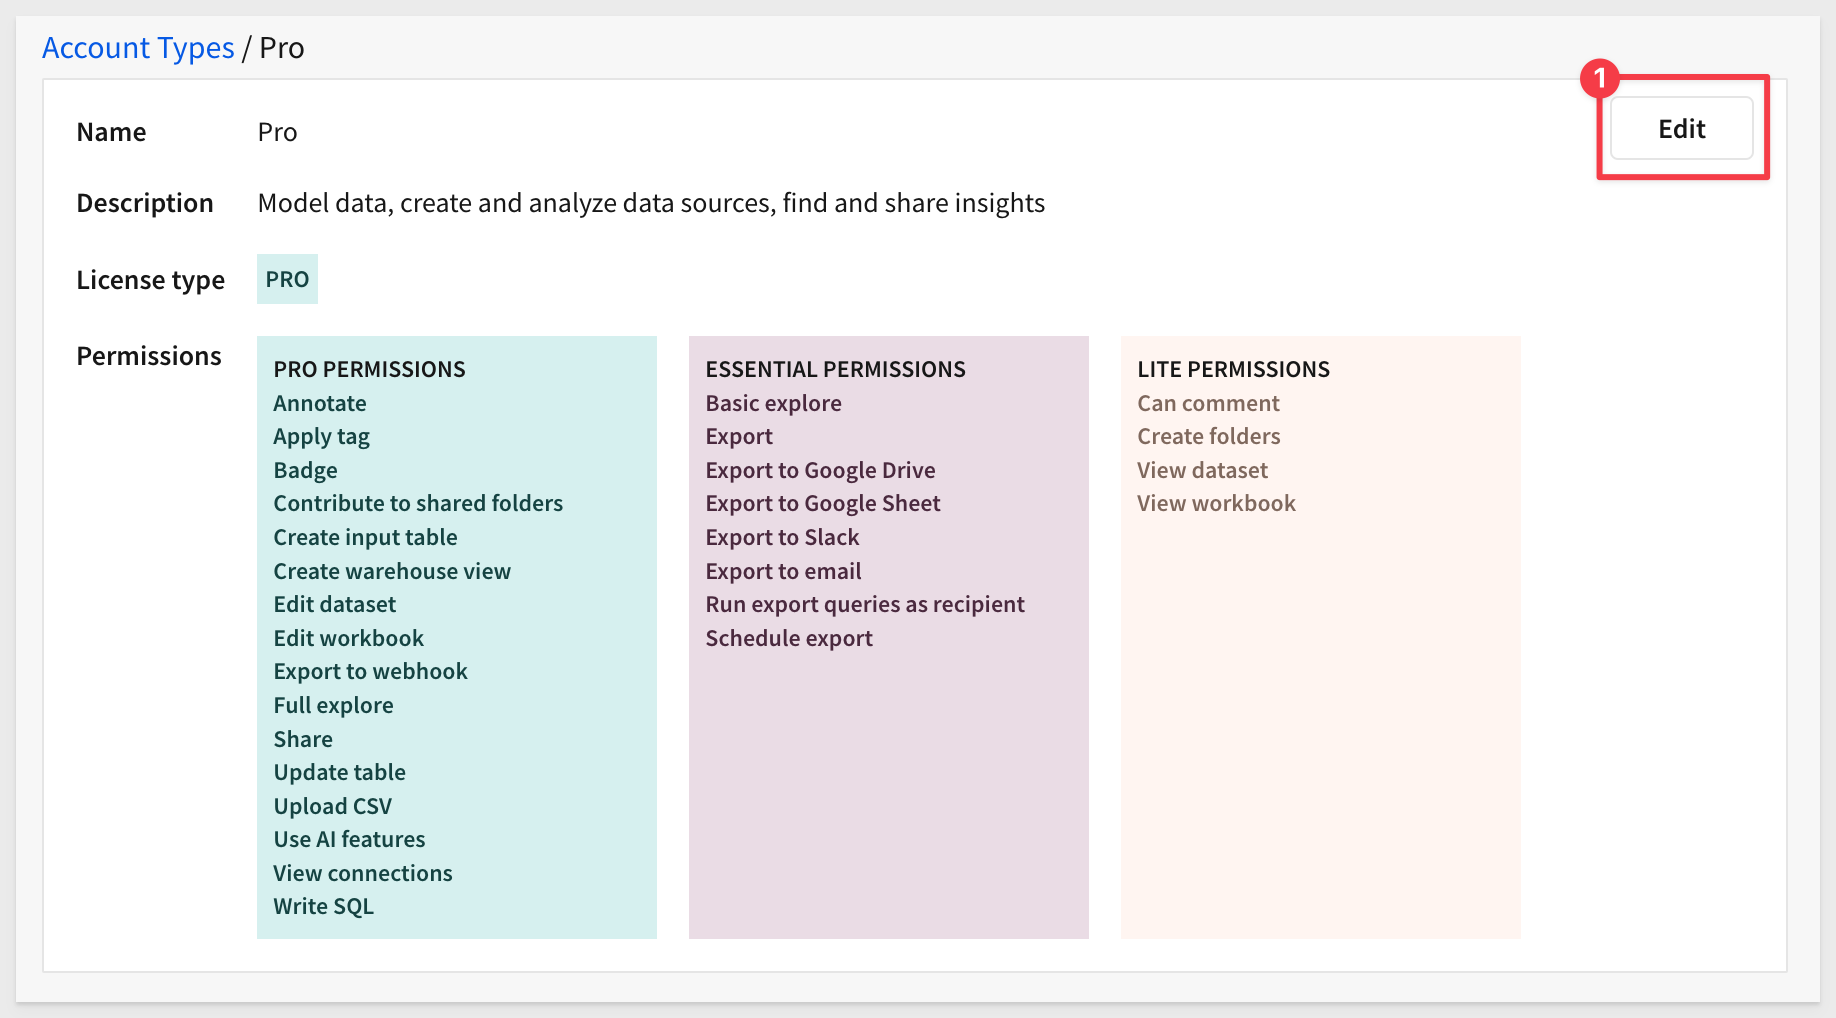 Account Types / Pro
1
Edit
Name Pro
Description Model data, create and analyze data sources, find and share insights
License type PRO
Permissions
PRO PERMISSIONS
Annotate
Apply tag
Badge
Contribute to shared folders
Create input table
Create warehouse view
Edit dataset
Edit workbook
Export to webhook
Full explore
Share
Update table
Upload CSV
Use AI features
View connections
Write SQL
ESSENTIAL PERMISSIONS
Basic explore
Export
Export to Google Drive
Export to Google Sheet
Export to Slack
Export to email
Run export queries as recipient
Schedule export
LITE PERMISSIONS
Can comment
Create folders
View dataset
View workbook